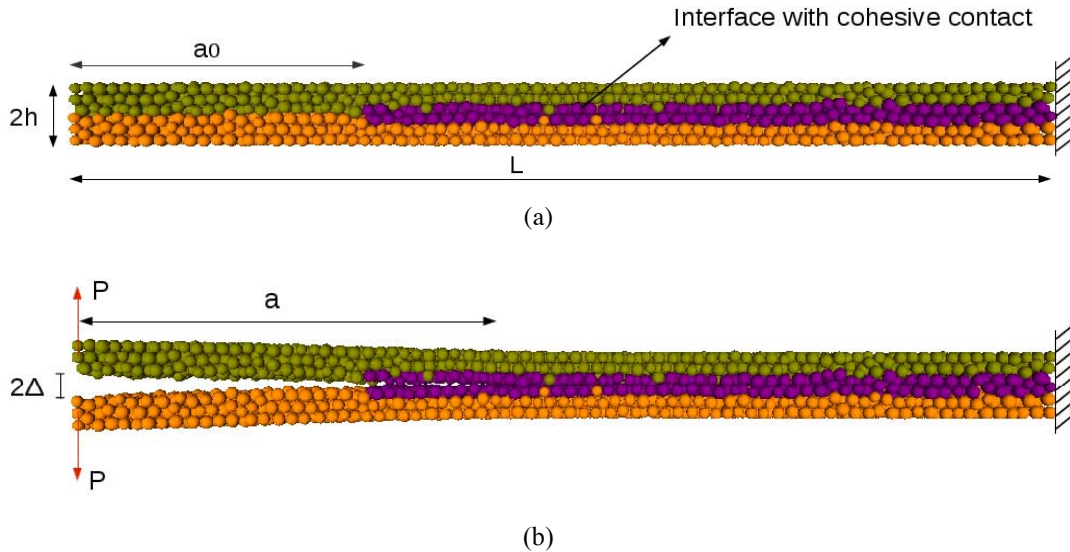 Interface with cohesive contact
a0
2h
L
(a)
P
a
2Δ
P
(b)